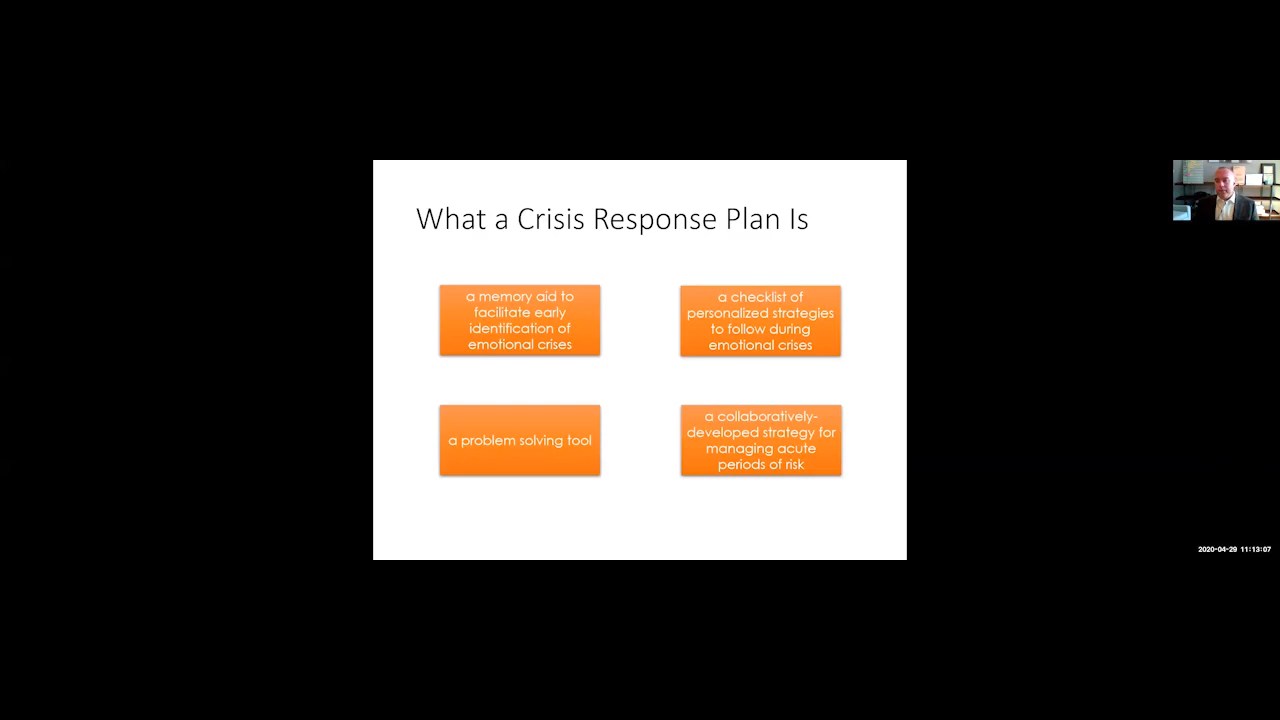 What a Crisis Response Plan Is
a memory aid to
facilitate early
identification of
emotional crises
a checklist of
personalized strategies
to follow during
emotional crises
a problem solving tool
a collaboratively-
developed strategy for
managing acute
periods of risk
2020-04-29 11:13:07